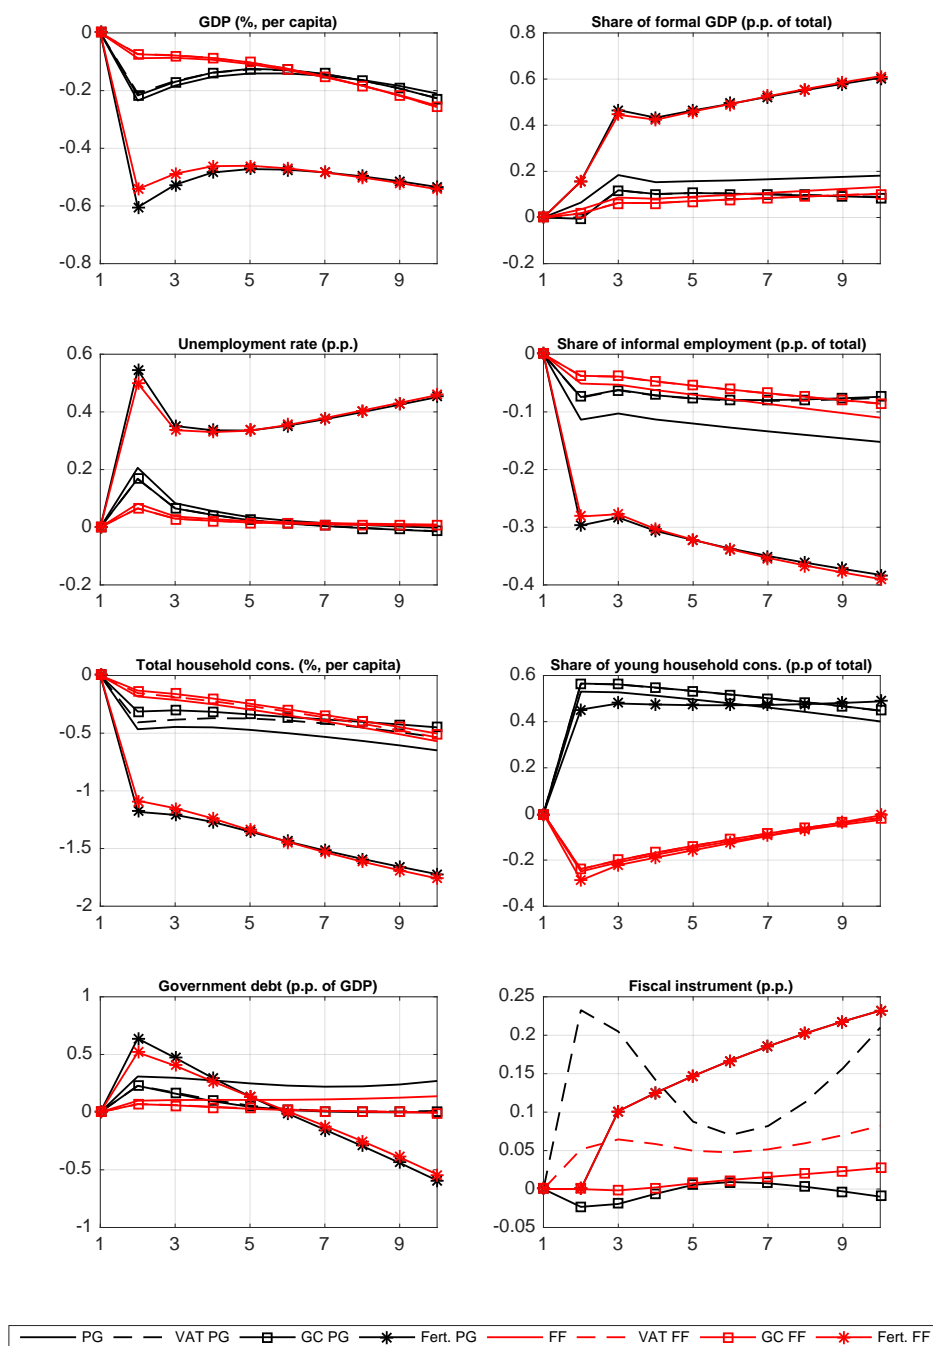 GDP (%, per capita)
0
-0.2
-0.4
-0.6
-0.8
1 3 5 7 9
Share of formal GDP (p.p. of total)
0.8
0.6
0.4
0.2
0
-0.2
1 3 5 7 9
Unemployment rate (p.p.)
0.6
0.4
0.2
0
0.2
1 3 5 7 9
Share of informal employment (p.p. of total)
0
-0.1
-0.2
-0.3
-0.4
1 3 5 7 9
Total household cons. (%, per capita)
0
-0.5
-1
-1.5
-2
1 3 5 7 9
Share of young household cons. (p.p of total)
0.6
0.4
0.2
0
-0.2
-0.4
1 3 5 7 9
Government debt (p.p. of GDP)
1
0.5
0
-0.5
-1
1 3 5 7 9
Fiscal instrument (p.p.)
0.25
0.2
0.15
0.1
0.05
0
-0.05
1 3 5 7 9
PG VAT PG GC PG Fert. PG FF VAT FF GC FF Fert. FF